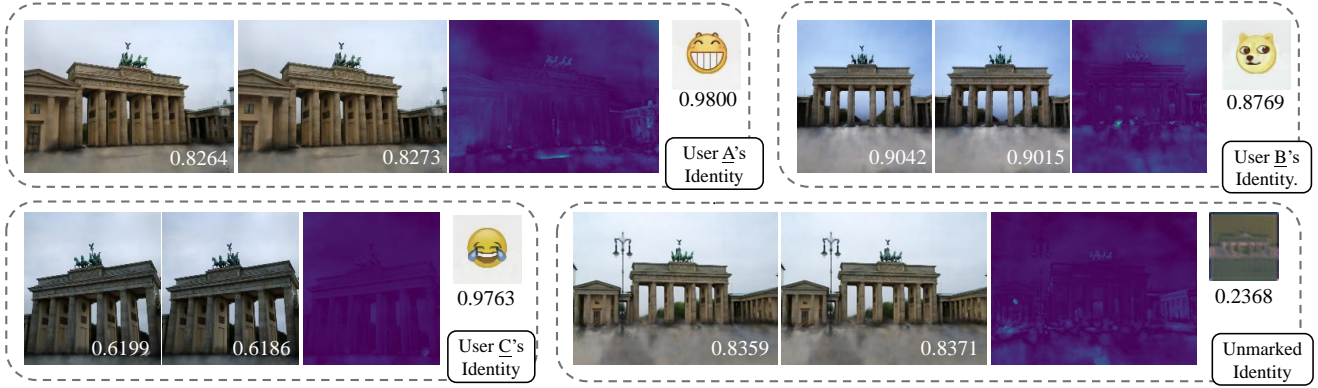 0.8264
0.8273
0.9800
User A's
Identity
0.9042
0.9015
0.8769
User B's
Identity.
0.6199
0.6186
0.9763
User C's
Identity
0.8359
0.8371
0.2368
Unmarked
Identity